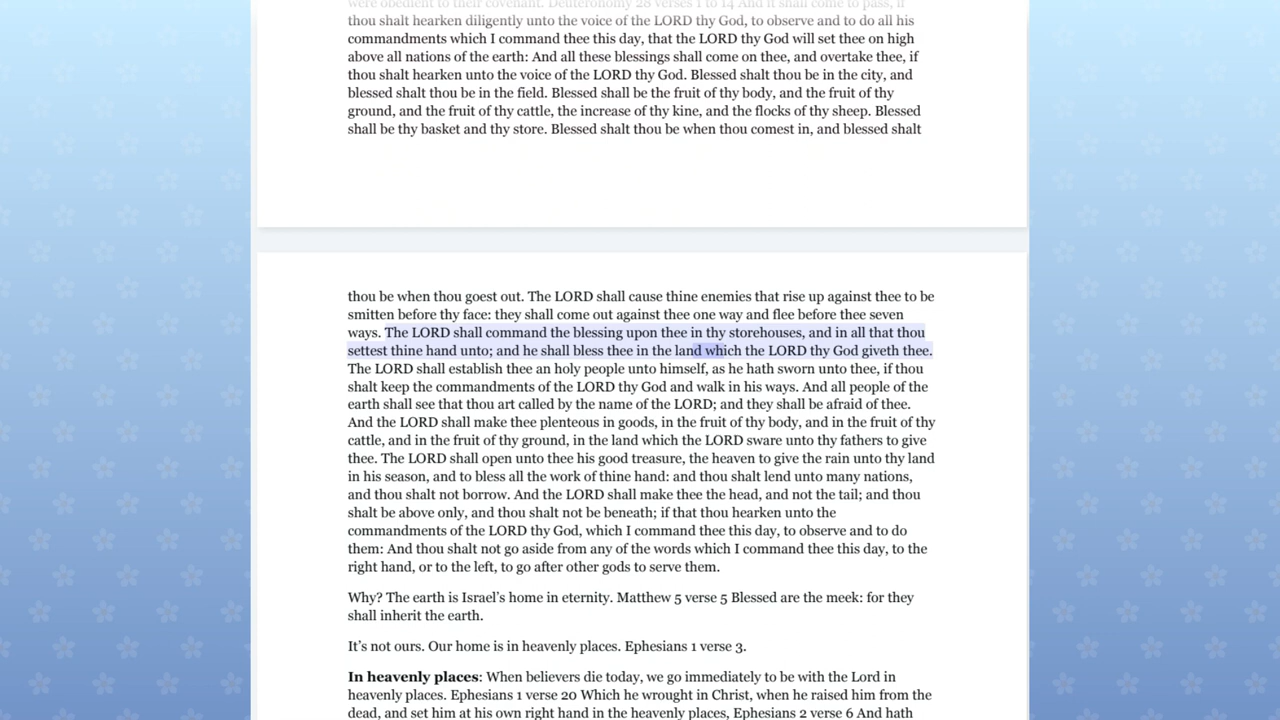 were obedient to their covenant. Deuteronomy 28 verses 1 to 14 And it shall come to pass, if
thou shalt hearken diligently unto the voice of the LORD thy God, to observe and to do all his
commandments which I command thee this day, that the LORD thy God will set thee on high
above all nations of the earth: And all these blessings shall come on thee, and overtake thee, if
thou shalt hearken unto the voice of the LORD thy God. Blessed shalt thou be in the city, and
blessed shalt thou be in the field. Blessed shall be the fruit of thy body, and the fruit of thy
ground, and the fruit of thy cattle, the increase of thy kine, and the flocks of thy sheep. Blessed
shall be thy basket and thy store. Blessed shalt thou be when thou comest in, and blessed shalt
thou be when thou goest out. The LORD shall cause thine enemies that rise up against thee to be
smitten before thy face: they shall come out against thee one way and flee before thee seven
ways. The LORD shall command the blessing upon thee in thy storehouses, and in all that thou
settest thine hand unto; and he shall bless thee in the land which the LORD thy God giveth thee.
The LORD shall establish thee an holy people unto himself, as he hath sworn unto thee, if thou
shalt keep the commandments of the LORD thy God and walk in his ways. And all people of the
earth shall see that thou art called by the name of the LORD; and they shall be afraid of thee.
And the LORD shall make thee plenteous in goods, in the fruit of thy body, and in the fruit of thy
cattle, and in the fruit of thy ground, in the land which the LORD sware unto thy fathers to give
thee. The LORD shall open unto thee his good treasure, the heaven to give the rain unto thy land
in his season, and to bless all the work of thine hand: and thou shalt lend unto many nations,
and thou shalt not borrow. And the LORD shall make thee the head, and not the tail; and thou
shalt be above only, and thou shalt not be beneath; if that thou hearken unto the
commandments of the LORD thy God, which I command thee this day, to observe and to do
them: And thou shalt not go aside from any of the words which I command thee this day, to the
right hand, or to the left, to go after other gods to serve them.
Why? The earth is Israel's home in eternity. Matthew 5 verse 5 Blessed are the meek: for they
shall inherit the earth.
It's not ours. Our home is in heavenly places. Ephesians 1 verse 3.
In heavenly places: When believers die today, we go immediately to be with the Lord in
heavenly places. Ephesians 1 verse 20 Which he wrought in Christ, when he raised him from the
dead, and set him at his own right hand in the heavenly places, Ephesians 2 verse 6 And hath